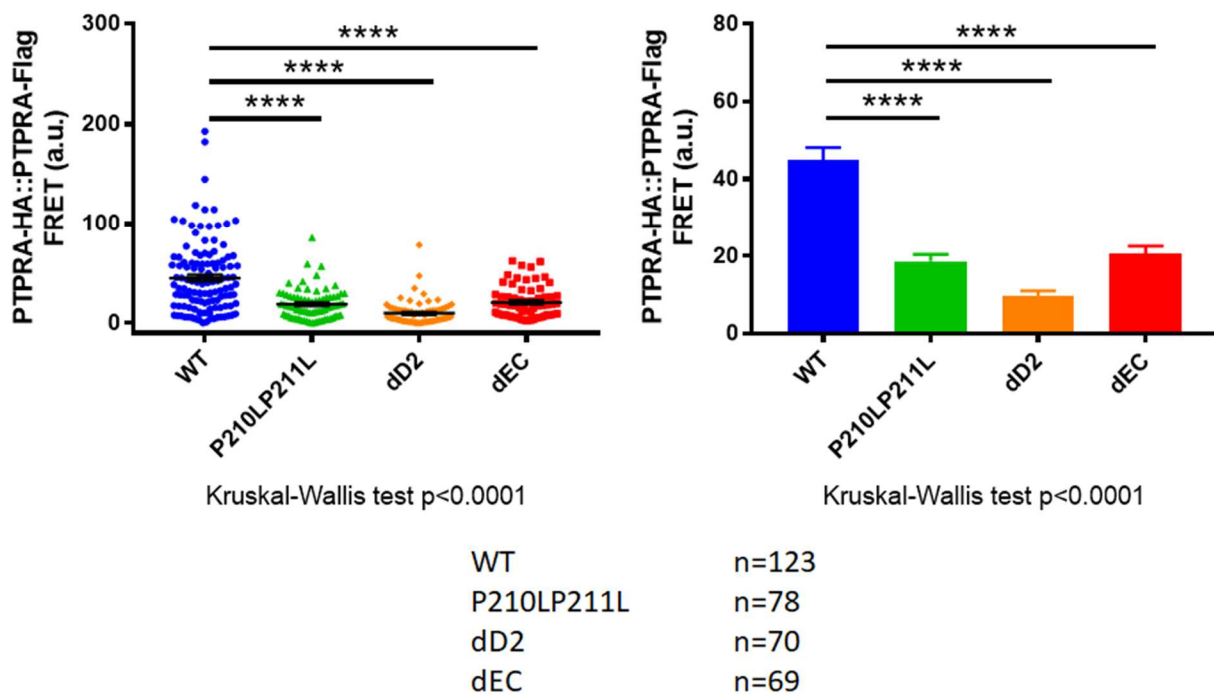 PTPRA-HA::PTPRA-Flag
FRET (a.u.)
300
200
100
0
****
****
****
WT
P210LP211L
dD2
dEC
Kruskal-Wallis test p<0.0001
PTPRA-HA::PTPRA-Flag
FRET (a.u.)
80
60
40
20
0
****
****
****
WT
P210LP211L
dD2
dEC
Kruskal-Wallis test p<0.0001
WT n=123
P210LP211L n=78
dD2 n=70
dEC n=69